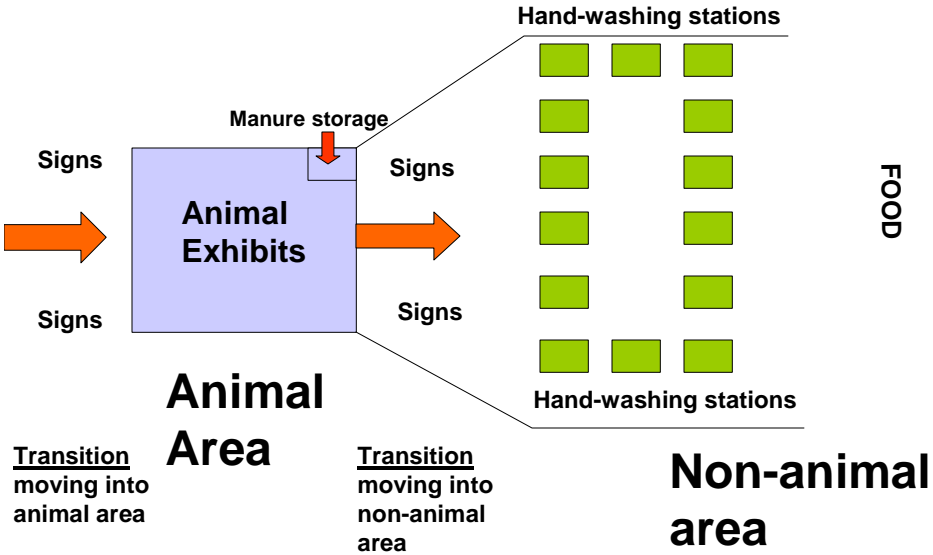 Hand-washing stations
Manure storage
Signs
Signs
Animal
Exhibits
FOOD
Signs
Signs
Hand-washing stations
Animal
Area
Transition
moving into
animal area
Transition
moving into
non-animal
area
Non-animal
area